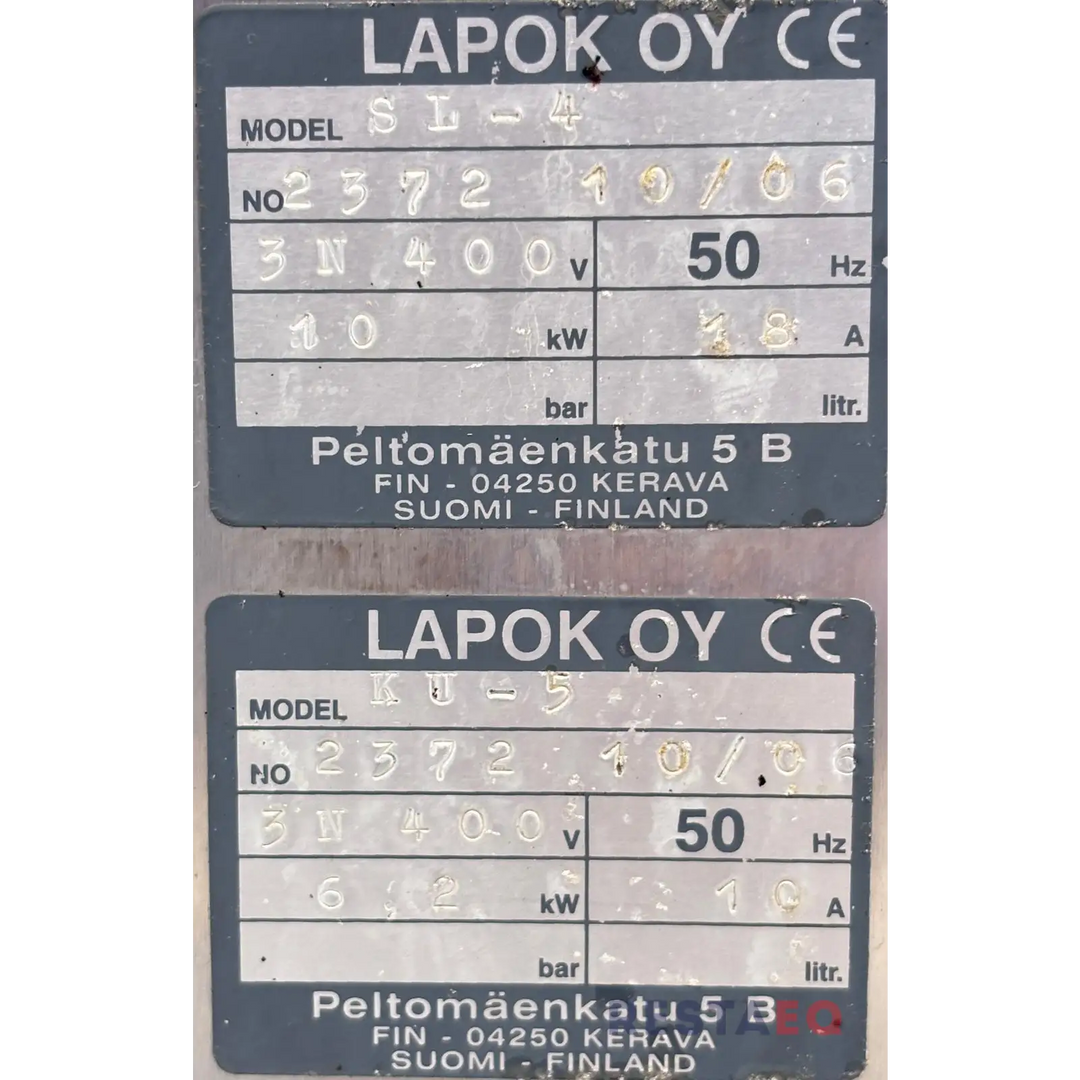 LAPOK OY CE
MODEL SL-4
NO 2372 10/06
3N 400 V 50 Hz
10 kW 18 A
bar litr.
Peltomäenkatu 5 B
FIN - 04250 KERAVA
SUOMI - FINLAND
LAPOK OY CE
MODEL KU-5
NO 2372 10/06
3N 400 V 50 Hz
6,2 kW 10 A
bar litr.
Peltomäenkatu 5 B
RESTAEQ
FIN - 04250 KERAVA
SUOMI - FINLAND